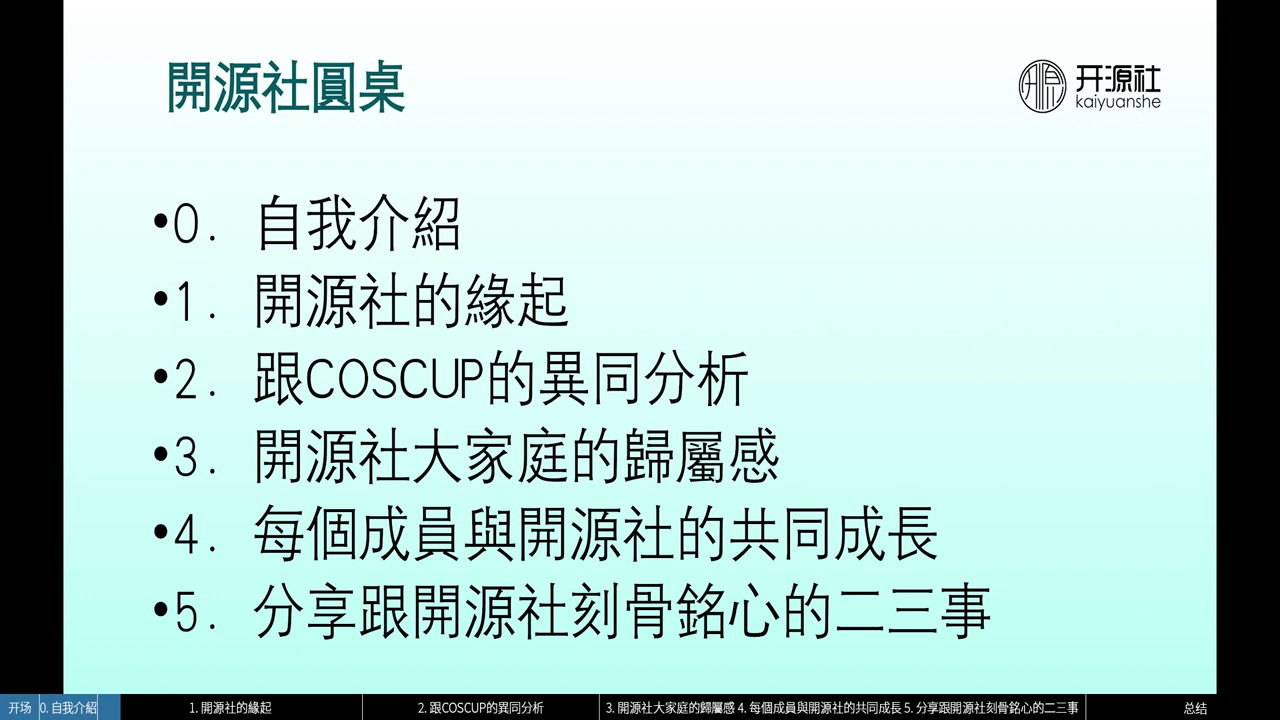 開源社圓桌
开源社
kaiyuanshe
•0. 自我介紹
•1. 開源社的緣起
•2. 跟COSCUP的異同分析
•3. 開源社大家庭的歸屬感
•4. 每個成員與開源社的共同成長
•5. 分享跟開源社刻骨銘心的二三事
开场 0. 自我介紹 1. 開源社的緣起 2. 跟COSCUP的異同分析 3. 開源社大家庭的歸屬感 4. 每個成員與開源社的共同成長 5. 分享跟開源社刻骨銘心的二三事 总结